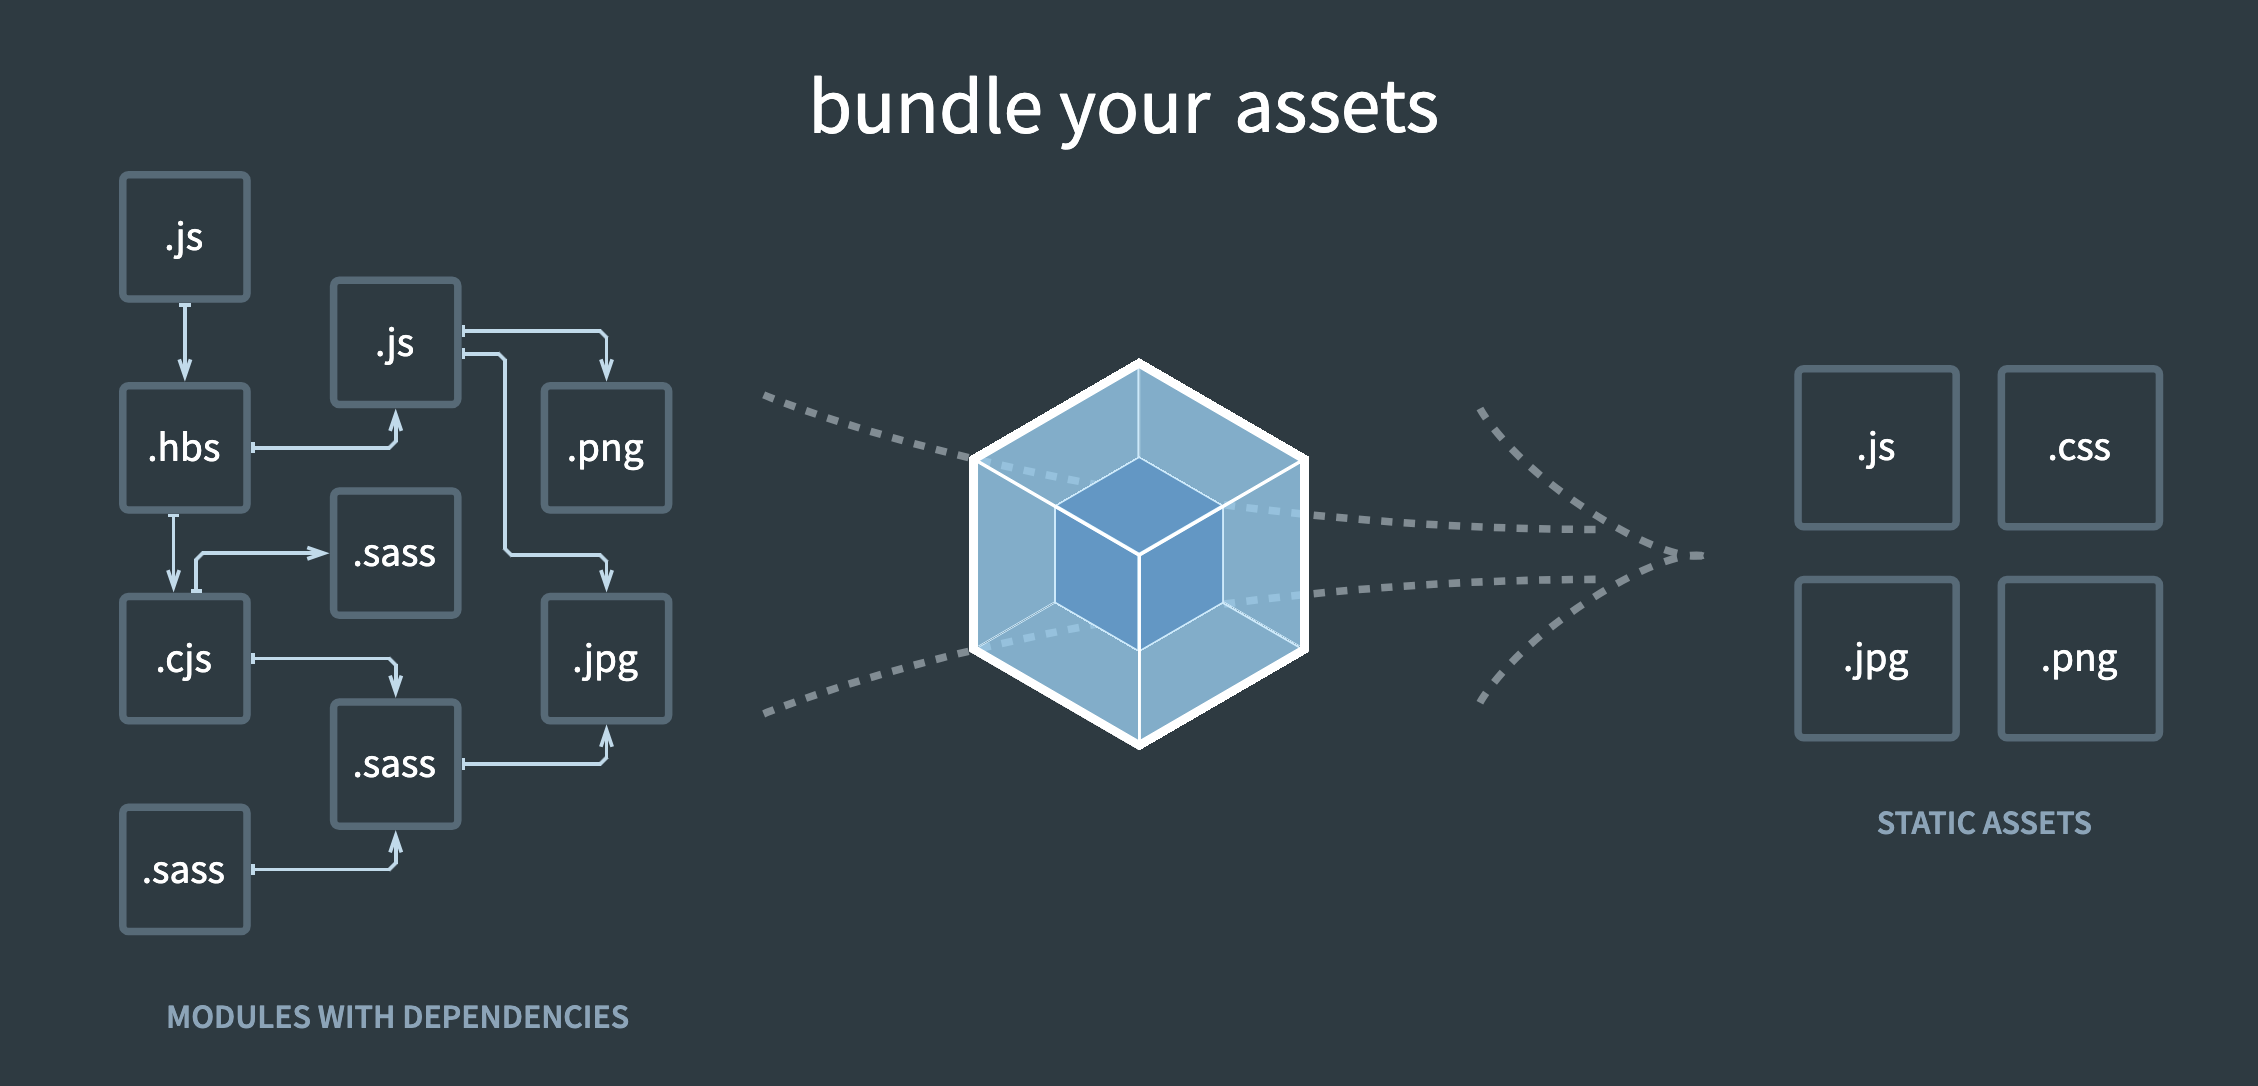 bundle your assets
.js
.js
.hbs
.png
.sass
.cjs
.jpg
.sass
.sass
MODULES WITH DEPENDENCIES
.js
.css
.jpg
.png
STATIC ASSETS